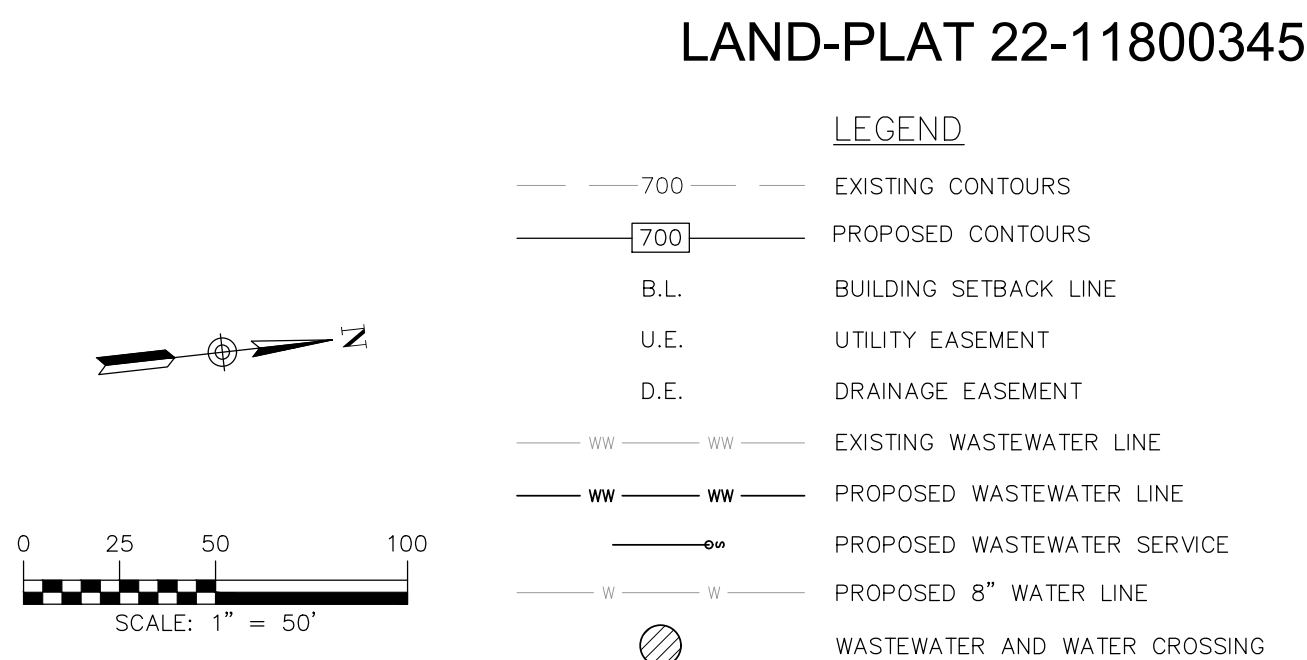 LAND-PLAT 22-11800345
LEGEND
700 EXISTING CONTOURS
700 PROPOSED CONTOURS
B.L. BUILDING SETBACK LINE
U.E. UTILITY EASEMENT
D.E. DRAINAGE EASEMENT
WW WW EXISTING WASTEWATER LINE
WW WW PROPOSED WASTEWATER LINE
S PROPOSED WASTEWATER SERVICE
W W PROPOSED 8" WATER LINE
WASTEWATER AND WATER CROSSING
N
0 25 50 100
SCALE: 1" = 50'